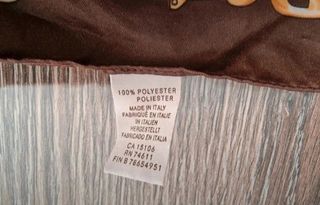 100% POLYESTER
POLIESTER
MADE IN ITALY
FABRIQUÉ EN ITALIE
IN ITALIEN
HERGESTELLT
FABRICADO EN ITALIA
CA 15106
RN 74611
FIN B 76654951